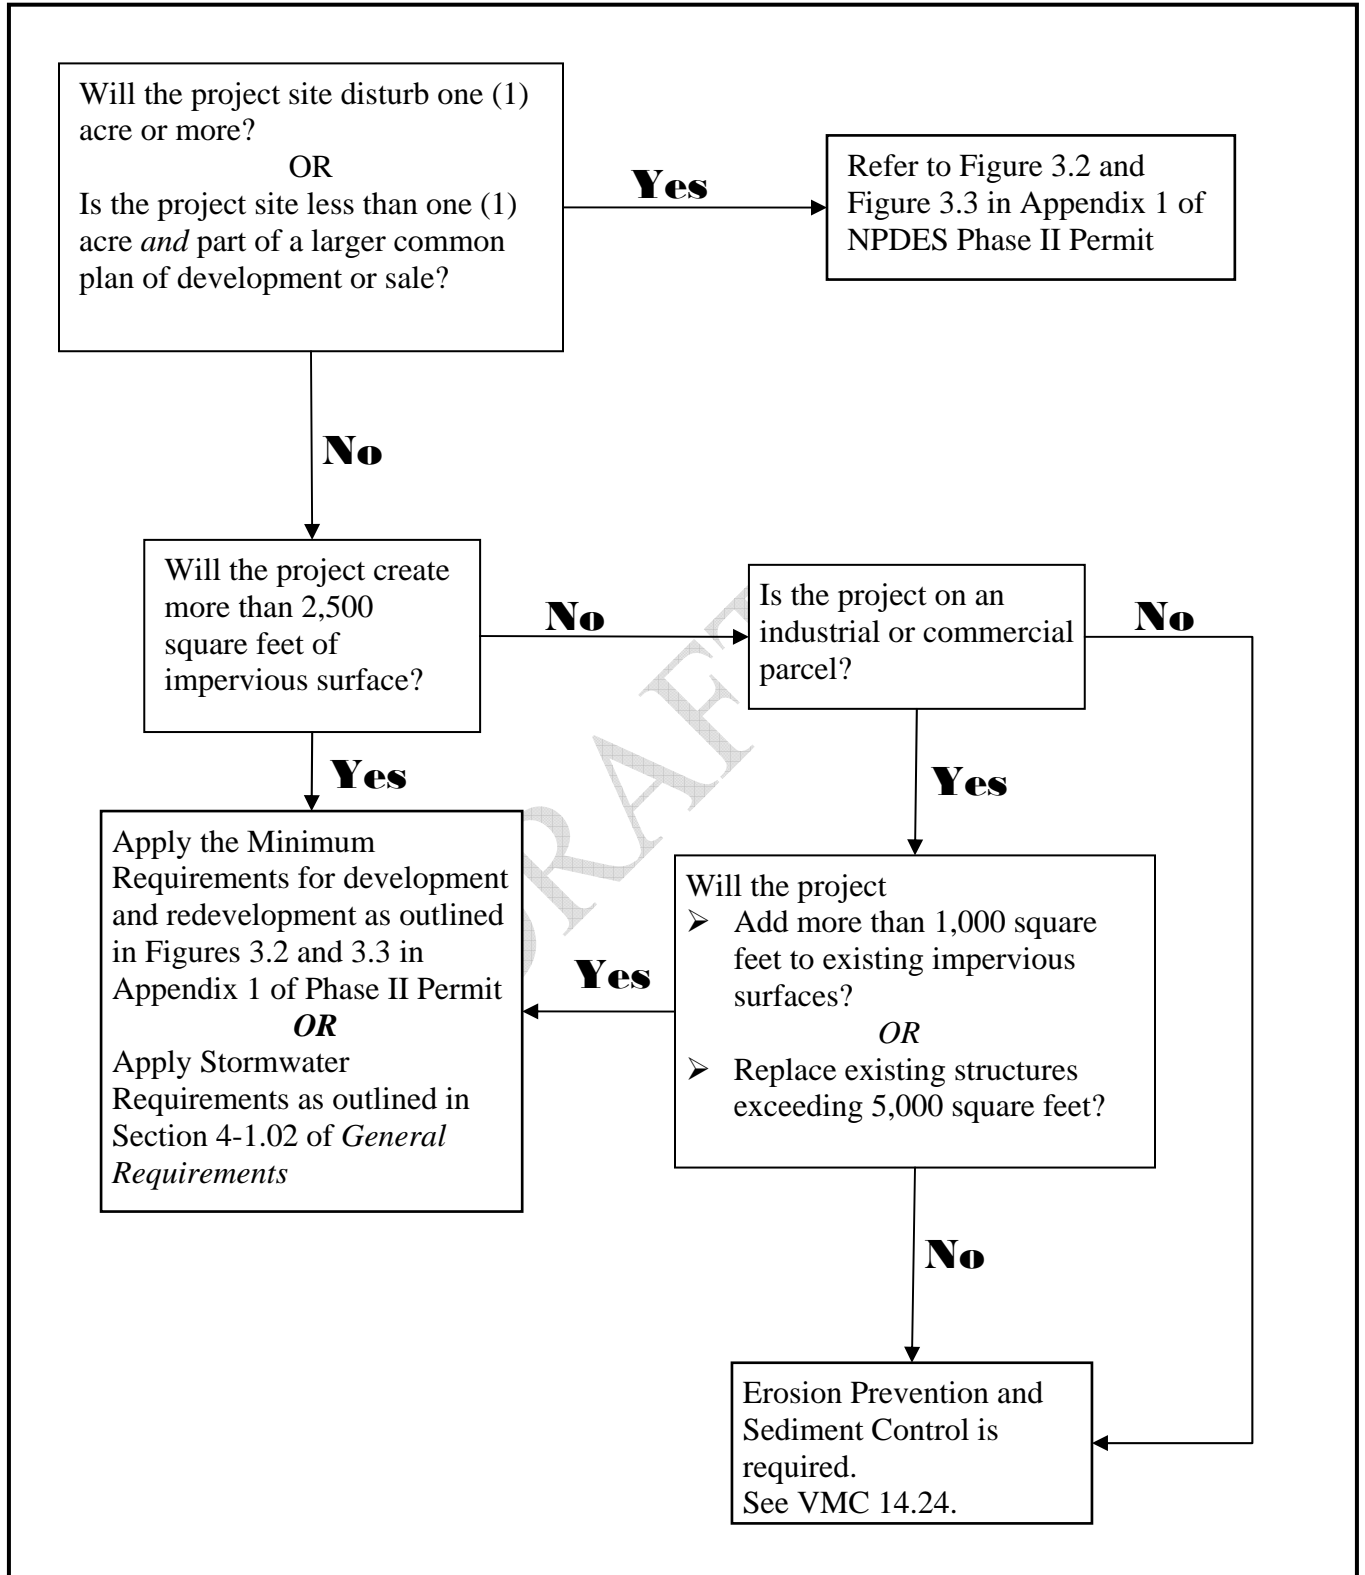 Will the project site disturb one (1)
acre or more?
OR
Is the project site less than one (1)
acre and part of a larger common
plan of development or sale?
Yes
Refer to Figure 3.2 and
Figure 3.3 in Appendix 1 of
NPDES Phase II Permit
No
Will the project create
more than 2,500
square feet of
impervious surface?
No
Is the project on an
industrial or commercial
parcel?
No
Yes
Yes
Apply the Minimum
Requirements for development
and redevelopment as outlined
in Figures 3.2 and 3.3 in
Appendix 1 of Phase II Permit
OR
Apply Stormwater
Requirements as outlined in
Section 4-1.02 of General
Requirements
Yes
Will the project
➢ Add more than 1,000 square
feet to existing impervious
surfaces?
OR
➢ Replace existing structures
exceeding 5,000 square feet?
No
Erosion Prevention and
Sediment Control is
required.
See VMC 14.24.
DRAFT